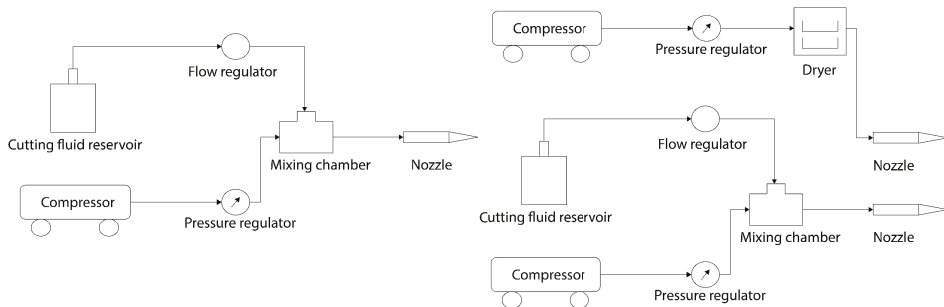 Flow regulator
Cutting fluid reservoir
Mixing chamber
Nozzle
Compressor
Pressure regulator
Compressor
Pressure regulator
Dryer
Nozzle
Flow regulator
Cutting fluid reservoir
Mixing chamber
Nozzle
Compressor
Pressure regulator